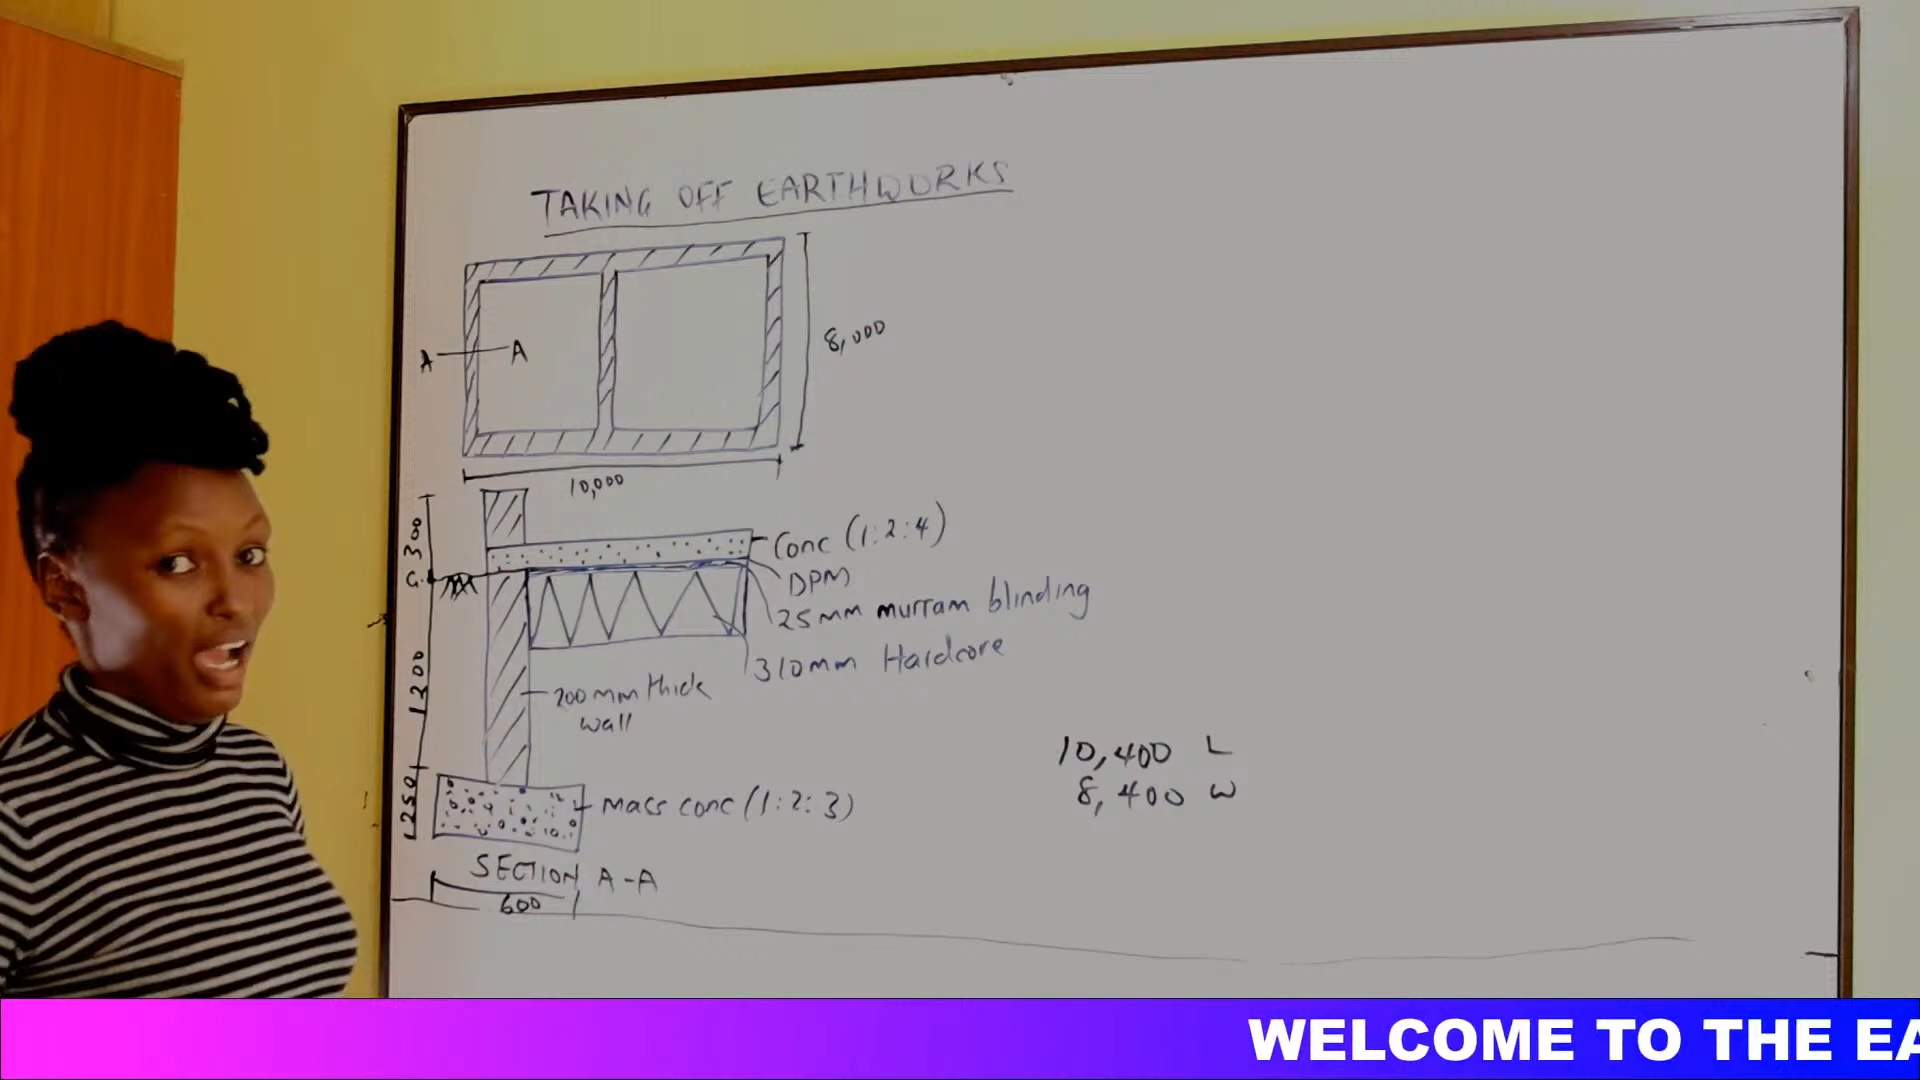 TAKING OFF EARTHWORKS
8,000
A A
10,000
300
G.
Conc (1:2:4)
DPM
25mm murram blinding
310mm Hardcore
1200
200mm thick
wall
10,400 L
8,400 W
1250
mass conc (1:2:3)
SECTION A-A
600
WELCOME TO THE EA